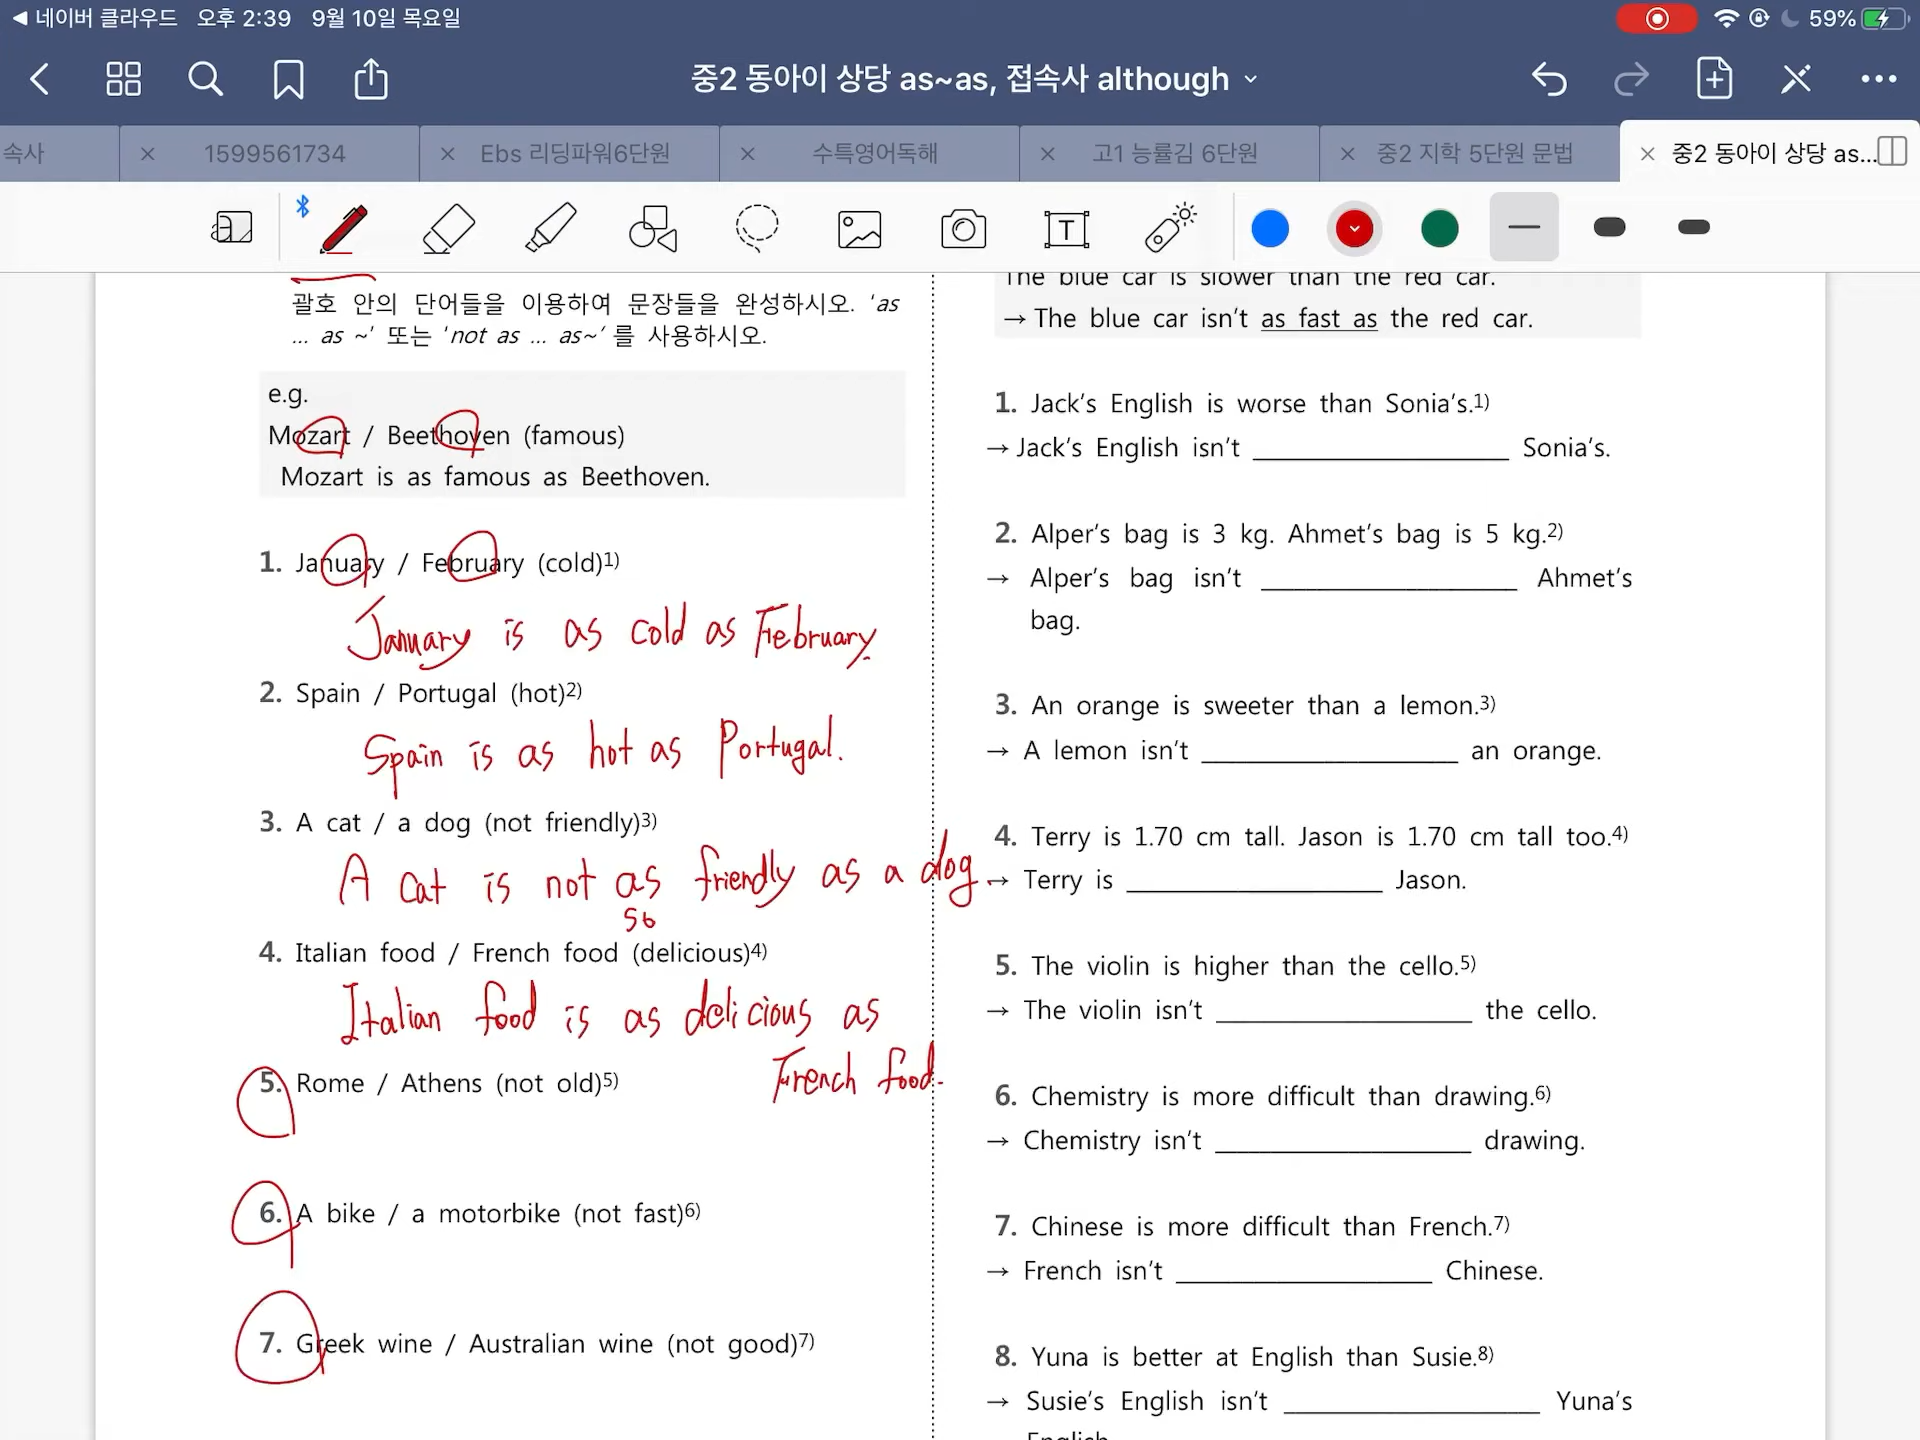 네이버 클라우드 오후 2:39 9월 10일 목요일
59%
중2 동아이 상당 as~as, 접속사 although
속사
1599561734
Ebs 리딩파워6단원
수특영어독해
고1 능률김 6단원
중2 지학 5단원 문법
중2 동아이 상당 as...
괄호 안의 단어들을 이용하여 문장들을 완성하시오. 'as
... as ~' 또는 'not as ... as~' 를 사용하시오.
e.g.
Mozart / Beethoven (famous)
Mozart is as famous as Beethoven.
1. January / February (cold)1)
January is as cold as February.
2. Spain / Portugal (hot)2)
Spain is as hot as Portugal.
3. A cat / a dog (not friendly)3)
A cat is not as friendly as a dog.
so
4. Italian food / French food (delicious)4)
Italian food is as delicious as
French food.
5. Rome / Athens (not old)5)
6. A bike / a motorbike (not fast)6)
7. Greek wine / Australian wine (not good)7)
The blue car is slower than the red car.
→ The blue car isn't as fast as the red car.
1. Jack's English is worse than Sonia's.1)
→ Jack's English isn't ____________ Sonia's.
2. Alper's bag is 3 kg. Ahmet's bag is 5 kg.2)
→ Alper's bag isn't ____________ Ahmet's
bag.
3. An orange is sweeter than a lemon.3)
→ A lemon isn't ____________ an orange.
4. Terry is 1.70 cm tall. Jason is 1.70 cm tall too.4)
→ Terry is ____________ Jason.
5. The violin is higher than the cello.5)
→ The violin isn't ____________ the cello.
6. Chemistry is more difficult than drawing.6)
→ Chemistry isn't ____________ drawing.
7. Chinese is more difficult than French.7)
→ French isn't ____________ Chinese.
8. Yuna is better at English than Susie.8)
→ Susie's English isn't ____________ Yuna's
English